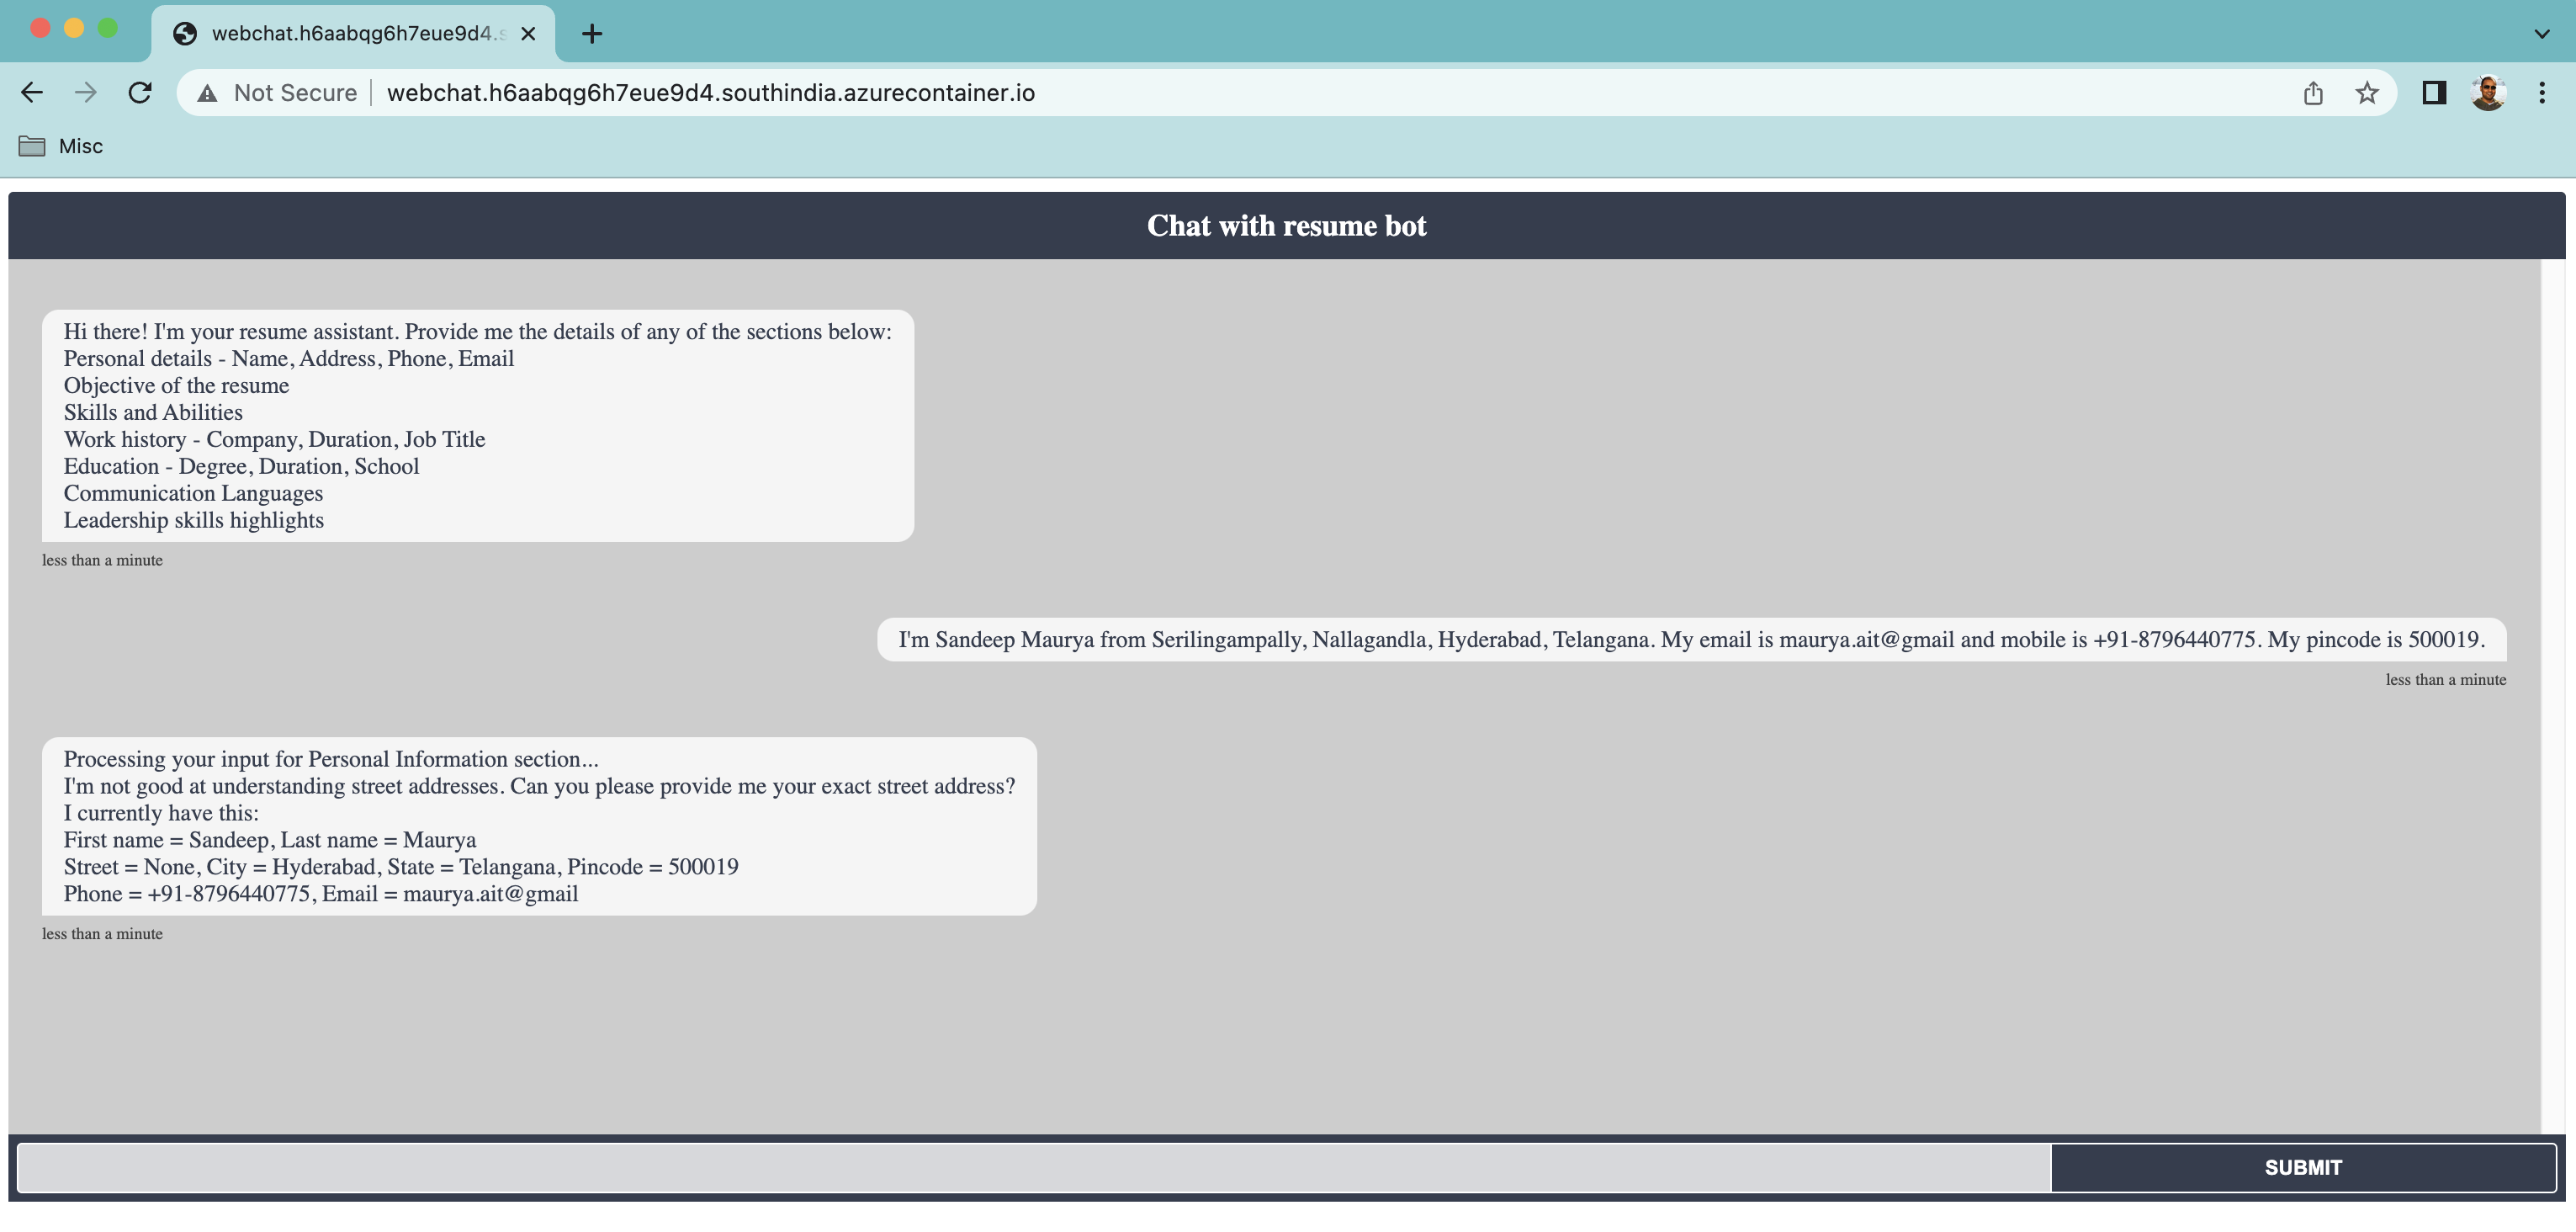 webchat.h6aabqg6h7eue9d4.s
Not Secure webchat.h6aabqg6h7eue9d4.southindia.azurecontainer.io
Misc
Chat with resume bot
Hi there! I'm your resume assistant. Provide me the details of any of the sections below:
Personal details - Name, Address, Phone, Email
Objective of the resume
Skills and Abilities
Work history - Company, Duration, Job Title
Education - Degree, Duration, School
Communication Languages
Leadership skills highlights
less than a minute
I'm Sandeep Maurya from Serilingampally, Nallagandla, Hyderabad, Telangana. My email is maurya.ait@gmail and mobile is +91-8796440775. My pincode is 500019.
less than a minute
Processing your input for Personal Information section...
I'm not good at understanding street addresses. Can you please provide me your exact street address?
I currently have this:
First name = Sandeep, Last name = Maurya
Street = None, City = Hyderabad, State = Telangana, Pincode = 500019
Phone = +91-8796440775, Email = maurya.ait@gmail
less than a minute
SUBMIT